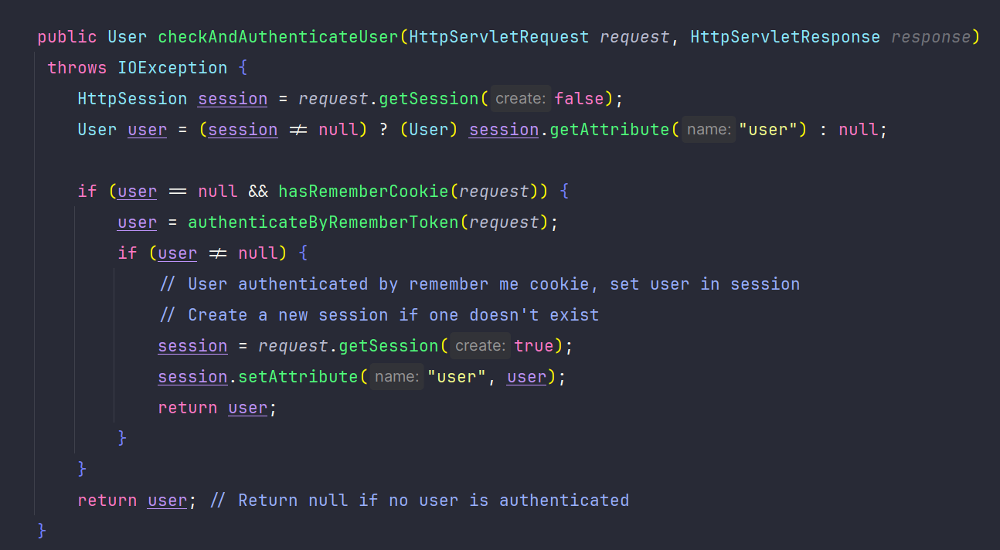 public User checkAndAuthenticateUser(HttpServletRequest request, HttpServletResponse response)
throws IOException {
HttpSession session = request.getSession( create: false);
User user = (session != null) ? (User) session.getAttribute( name: "user") : null;
if (user == null && hasRememberCookie(request)) {
user = authenticateByRememberToken(request);
if (user != null) {
// User authenticated by remember me cookie, set user in session
// Create a new session if one doesn't exist
session = request.getSession( create: true);
session.setAttribute( name: "user", user);
return user;
}
}
return user; // Return null if no user is authenticated
}